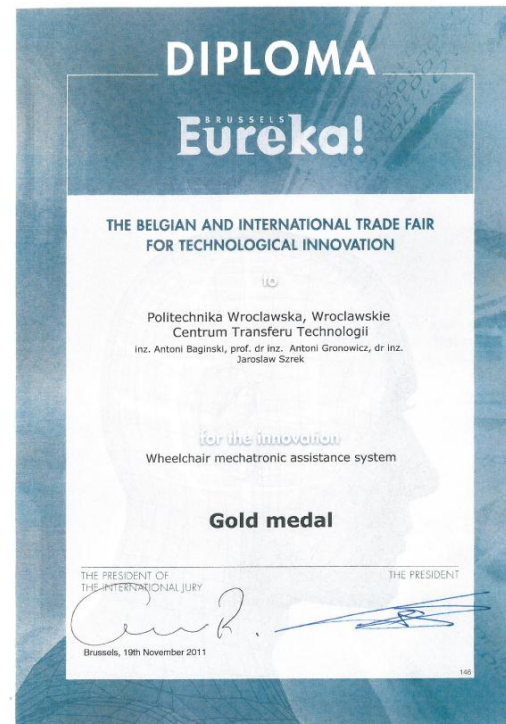 DIPLOMA
BRUSSELS
Eureka!
THE BELGIAN AND INTERNATIONAL TRADE FAIR
FOR TECHNOLOGICAL INNOVATION
to
Politechnika Wroclawska, Wroclawskie
Centrum Transferu Technologii
inz. Antoni Baginski, prof. dr inz. Antoni Gronowicz, dr inz.
Jaroslaw Szrek
for the innovation
Wheelchair mechatronic assistance system
Gold medal
THE PRESIDENT OF
THE INTERNATIONAL JURY
THE PRESIDENT
Brussels, 19th November 2011
146